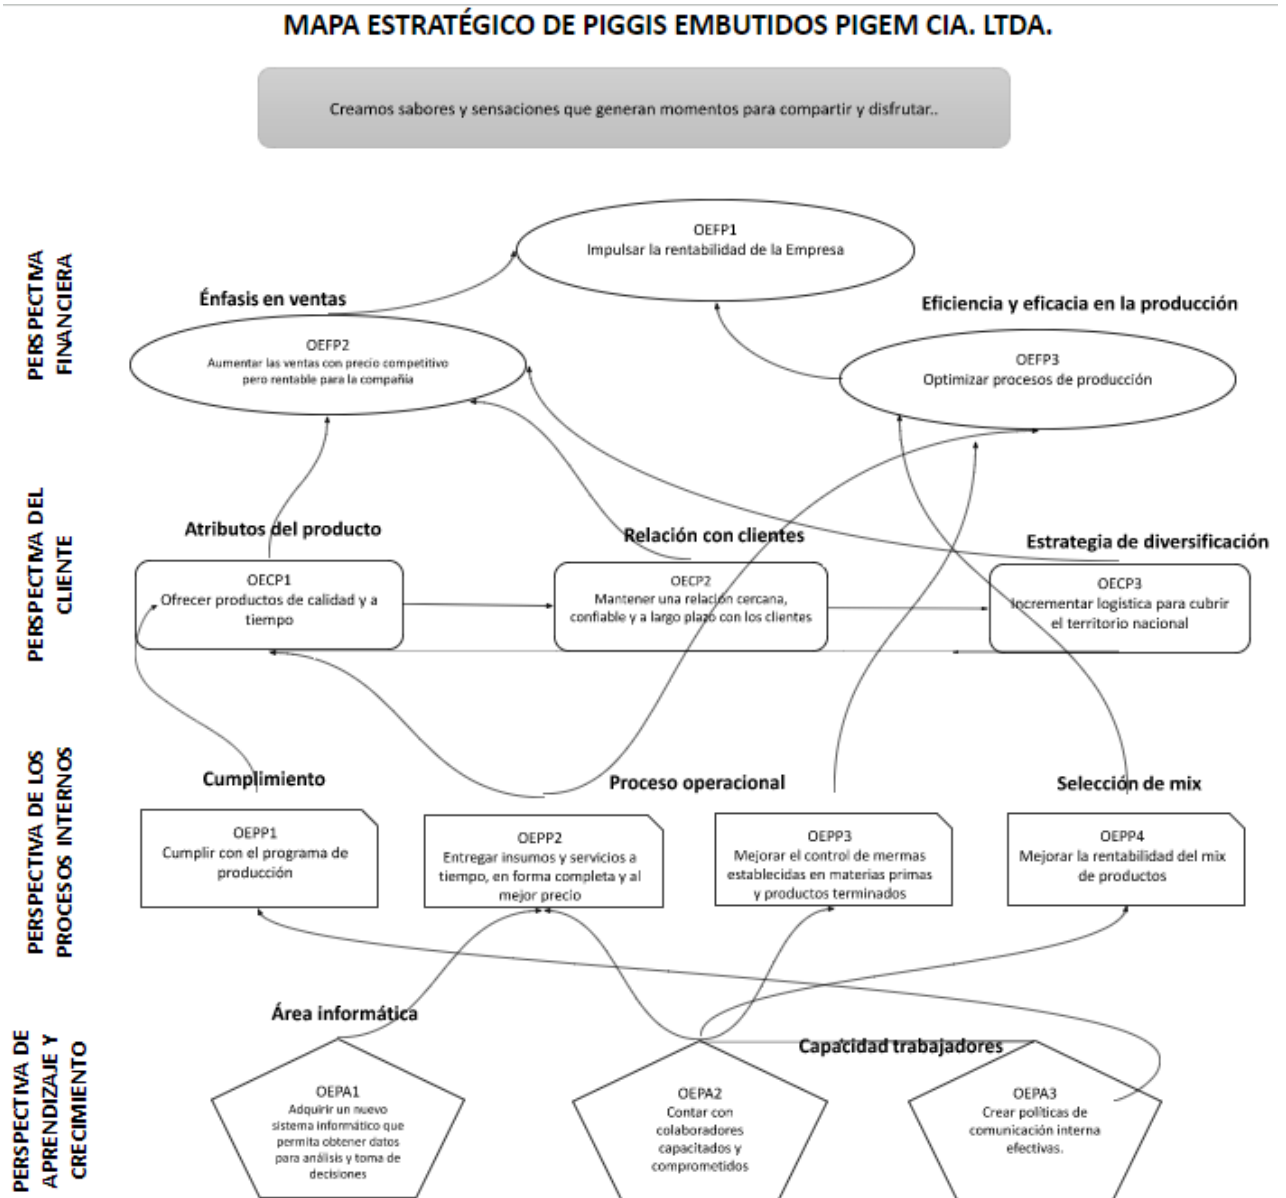 MAPA ESTRATÉGICO DE PIGGIS EMBUTIDOS PIGEM CIA. LTDA.
Creamos sabores y sensaciones que generan momentos para compartir y disfrutar..
PERSPECTIVA
FINANCIERA
OEFP1
Impulsar la rentabilidad de la Empresa
Énfasis en ventas
OEFP2
Aumentar las ventas con precio competitivo
pero rentable para la compañía
Eficiencia y eficacia en la producción
OEFP3
Optimizar procesos de producción
PERSPECTIVA DEL
CLIENTE
Atributos del producto
OECP1
Ofrecer productos de calidad y a
tiempo
Relación con clientes
OECP2
Mantener una relación cercana,
confiable y a largo plazo con los clientes
Estrategia de diversificación
OECP3
Incrementar logistica para cubrir
el territorio nacional
PERSPECTIVA DE LOS
PROCESOS INTERNOS
Cumplimiento
OEPP1
Cumplir con el programa de
producción
Proceso operacional
OEPP2
Entregar insumos y servicios a
tiempo, en forma completa y al
mejor precio
OEPP3
Mejorar el control de mermas
establecidas en materias primas
y productos terminados
Selección de mix
OEPP4
Mejorar la rentabilidad del mix
de productos
PERSPECTIVA DE
APRENDIZAJE Y
CRECIMIENTO
Área informática
OEPA1
Adquirir un nuevo
sistema informático que
permita obtener datos
para análisis y toma de
decisiones
Capacidad trabajadores
OEPA2
Contar con
colaboradores
capacitados y
comprometidos
OEPA3
Crear políticas de
comunicación interna
efectivas.